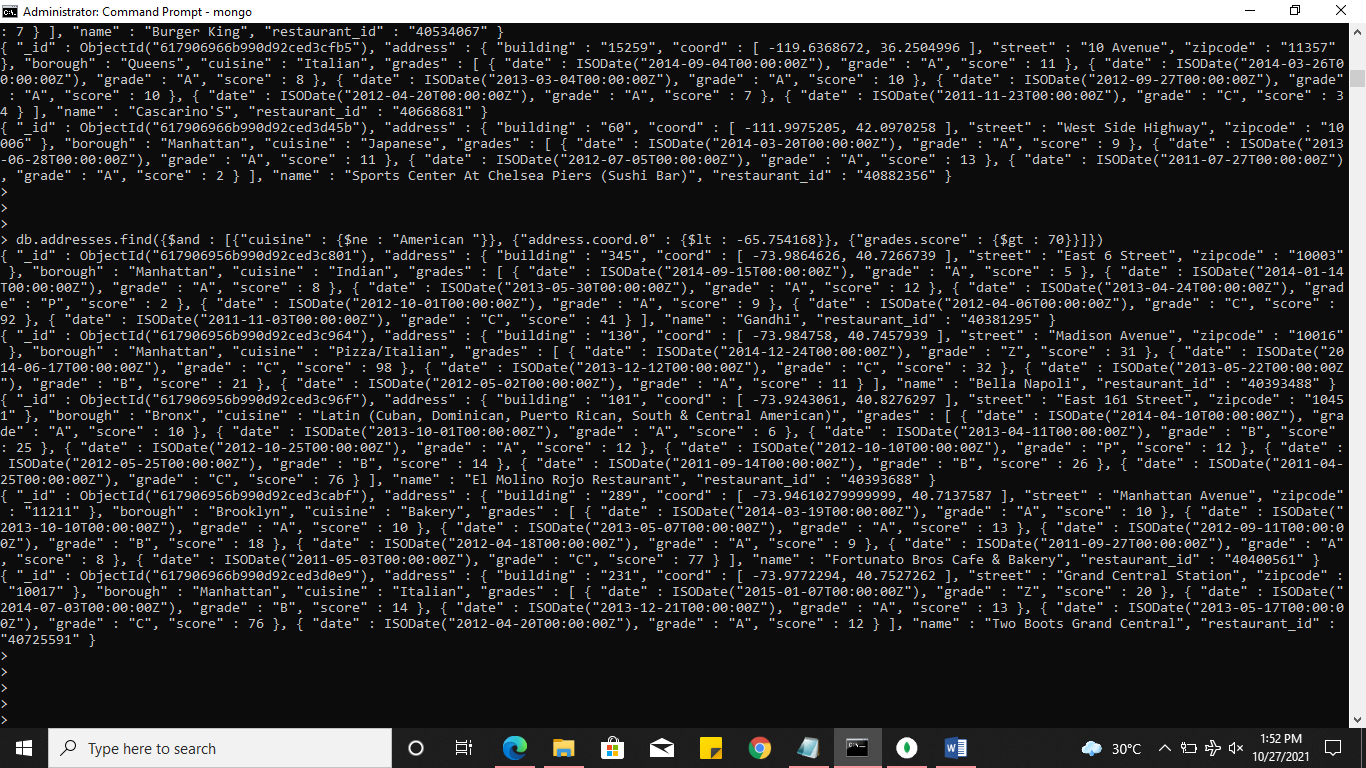 Administrator: Command Prompt - mongo
: 7 } ], "name" : "Burger King", "restaurant_id" : "40534067" }
{ "_id" : ObjectId("617906966b990d92ced3cfb5"), "address" : { "building" : "15259", "coord" : [ -119.6368672, 36.2504996 ], "street" : "10 Avenue", "zipcode" : "11357"
}, "borough" : "Queens", "cuisine" : "Italian", "grades" : [ { "date" : ISODate("2014-09-04T00:00:00Z"), "grade" : "A", "score" : 11 }, { "date" : ISODate("2014-03-26T0
0:00:00Z"), "grade" : "A", "score" : 8 }, { "date" : ISODate("2013-03-04T00:00:00Z"), "grade" : "A", "score" : 10 }, { "date" : ISODate("2012-09-27T00:00:00Z"), "grade"
: "A", "score" : 10 }, { "date" : ISODate("2012-04-20T00:00:00Z"), "grade" : "A", "score" : 7 }, { "date" : ISODate("2011-11-23T00:00:00Z"), "grade" : "C", "score" : 3
4 } ], "name" : "Cascarino'S", "restaurant_id" : "40668681" }
{ "_id" : ObjectId("617906956b990d92ced3d45b"), "address" : { "building" : "60", "coord" : [ -111.9975205, 42.0970258 ], "street" : "West Side Highway", "zipcode" : "10
006" }, "borough" : "Manhattan", "cuisine" : "Japanese", "grades" : [ { "date" : ISODate("2014-03-20T00:00:00Z"), "grade" : "A", "score" : 9 }, { "date" : ISODate("2013
-06-28T00:00:00Z"), "grade" : "A", "score" : 11 }, { "date" : ISODate("2012-07-05T00:00:00Z"), "grade" : "A", "score" : 13 }, { "date" : ISODate("2011-07-27T00:00:00Z")
, "grade" : "A", "score" : 2 } ], "name" : "Sports Center At Chelsea Piers (Sushi Bar)", "restaurant_id" : "40882356" }
>
>
>
> db.addresses.find({$and : [{"cuisine" : {$ne : "American "}}, {"address.coord.0" : {$lt : -65.754168}}, {"grades.score" : {$gt : 70}}]})
{ "_id" : ObjectId("617906956b990d92ced3c801"), "address" : { "building" : "345", "coord" : [ -73.9864626, 40.7266739 ], "street" : "East 6 Street", "zipcode" : "10003"
}, "borough" : "Manhattan", "cuisine" : "Indian", "grades" : [ { "date" : ISODate("2014-09-15T00:00:00Z"), "grade" : "A", "score" : 5 }, { "date" : ISODate("2014-01-14
T00:00:00Z"), "grade" : "A", "score" : 8 }, { "date" : ISODate("2013-05-30T00:00:00Z"), "grade" : "A", "score" : 12 }, { "date" : ISODate("2013-04-24T00:00:00Z"), "grad
e" : "P", "score" : 2 }, { "date" : ISODate("2012-10-01T00:00:00Z"), "grade" : "A", "score" : 9 }, { "date" : ISODate("2012-04-06T00:00:00Z"), "grade" : "C", "score" :
92 }, { "date" : ISODate("2011-11-03T00:00:00Z"), "grade" : "C", "score" : 41 } ], "name" : "Gandhi", "restaurant_id" : "40381295" }
{ "_id" : ObjectId("617906956b990d92ced3c964"), "address" : { "building" : "130", "coord" : [ -73.984758, 40.7457939 ], "street" : "Madison Avenue", "zipcode" : "10016"
}, "borough" : "Manhattan", "cuisine" : "Pizza/Italian", "grades" : [ { "date" : ISODate("2014-12-24T00:00:00Z"), "grade" : "Z", "score" : 31 }, { "date" : ISODate("20
14-06-17T00:00:00Z"), "grade" : "C", "score" : 98 }, { "date" : ISODate("2013-12-12T00:00:00Z"), "grade" : "C", "score" : 32 }, { "date" : ISODate("2013-05-22T00:00:00Z
"), "grade" : "B", "score" : 21 }, { "date" : ISODate("2012-05-02T00:00:00Z"), "grade" : "A", "score" : 11 } ], "name" : "Bella Napoli", "restaurant_id" : "40393488" }
{ "_id" : ObjectId("617906956b990d92ced3c96f"), "address" : { "building" : "101", "coord" : [ -73.9243061, 40.8276297 ], "street" : "East 161 Street", "zipcode" : "1045
1" }, "borough" : "Bronx", "cuisine" : "Latin (Cuban, Dominican, Puerto Rican, South & Central American)", "grades" : [ { "date" : ISODate("2014-04-10T00:00:00Z"), "gra
de" : "A", "score" : 10 }, { "date" : ISODate("2013-10-01T00:00:00Z"), "grade" : "A", "score" : 6 }, { "date" : ISODate("2013-04-11T00:00:00Z"), "grade" : "B", "score"
: 25 }, { "date" : ISODate("2012-10-25T00:00:00Z"), "grade" : "A", "score" : 12 }, { "date" : ISODate("2012-10-10T00:00:00Z"), "grade" : "P", "score" : 12 }, { "date" :
ISODate("2012-05-25T00:00:00Z"), "grade" : "B", "score" : 14 }, { "date" : ISODate("2011-09-14T00:00:00Z"), "grade" : "B", "score" : 26 }, { "date" : ISODate("2011-04-
25T00:00:00Z"), "grade" : "C", "score" : 76 } ], "name" : "El Molino Rojo Restaurant", "restaurant_id" : "40393688" }
{ "_id" : ObjectId("617906956b990d92ced3cabf"), "address" : { "building" : "289", "coord" : [ -73.94610279999999, 40.7137587 ], "street" : "Manhattan Avenue", "zipcode"
: "11211" }, "borough" : "Brooklyn", "cuisine" : "Bakery", "grades" : [ { "date" : ISODate("2014-03-19T00:00:00Z"), "grade" : "A", "score" : 10 }, { "date" : ISODate("
2013-10-10T00:00:00Z"), "grade" : "A", "score" : 10 }, { "date" : ISODate("2013-05-07T00:00:00Z"), "grade" : "A", "score" : 13 }, { "date" : ISODate("2012-09-11T00:00:0
0Z"), "grade" : "B", "score" : 18 }, { "date" : ISODate("2012-04-18T00:00:00Z"), "grade" : "A", "score" : 9 }, { "date" : ISODate("2011-09-27T00:00:00Z"), "grade" : "A"
, "score" : 8 }, { "date" : ISODate("2011-05-03T00:00:00Z"), "grade" : "C", "score" : 77 } ], "name" : "Fortunato Bros Cafe & Bakery", "restaurant_id" : "40400561" }
{ "_id" : ObjectId("617906956b990d92ced3d0e9"), "address" : { "building" : "231", "coord" : [ -73.9772294, 40.7527262 ], "street" : "Grand Central Station", "zipcode" :
"10017" }, "borough" : "Manhattan", "cuisine" : "Italian", "grades" : [ { "date" : ISODate("2015-01-07T00:00:00Z"), "grade" : "Z", "score" : 20 }, { "date" : ISODate("
2014-07-03T00:00:00Z"), "grade" : "B", "score" : 14 }, { "date" : ISODate("2013-12-21T00:00:00Z"), "grade" : "A", "score" : 13 }, { "date" : ISODate("2013-05-17T00:00:0
0Z"), "grade" : "C", "score" : 76 }, { "date" : ISODate("2012-04-20T00:00:00Z"), "grade" : "A", "score" : 12 } ], "name" : "Two Boots Grand Central", "restaurant_id" :
"40725591" }
>
>
>
>
>
Type here to search
30°C
1:52 PM
10/27/2021